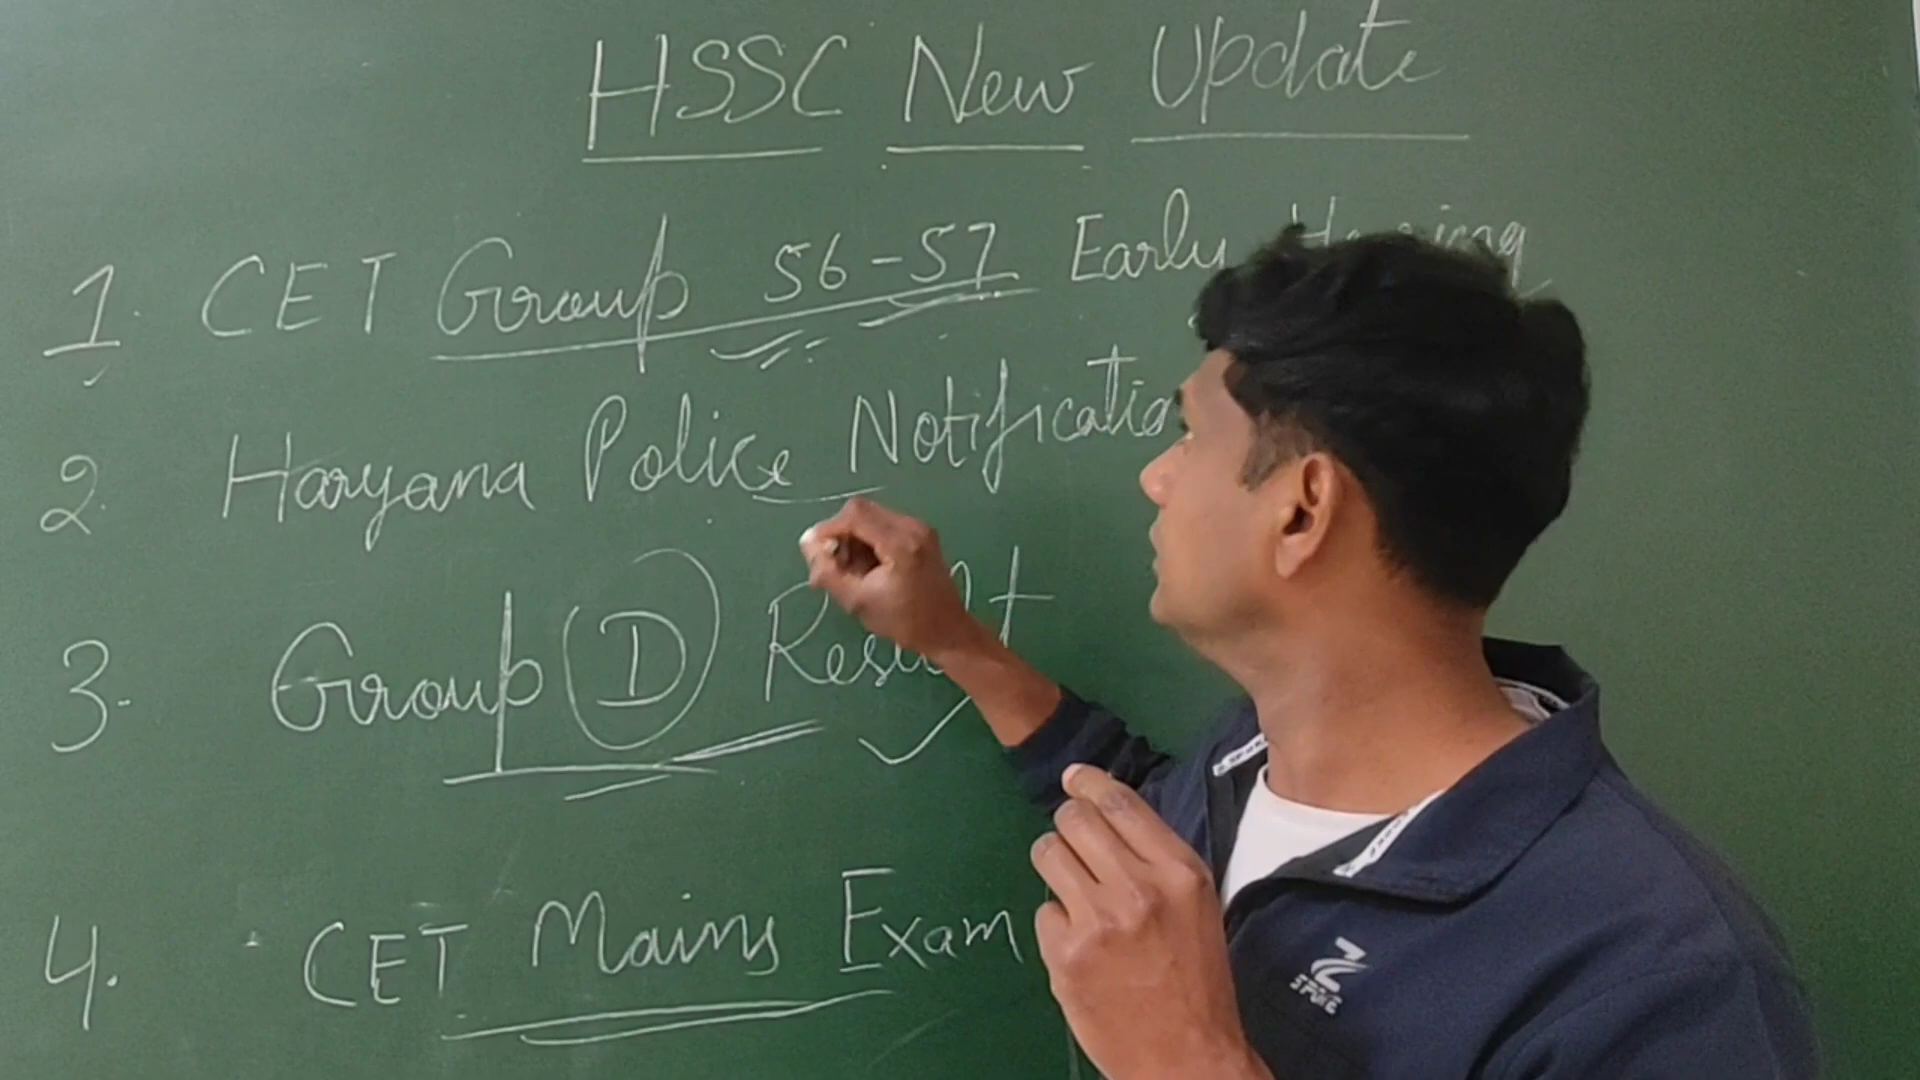 HSSC New Update
1. CET Group 56-57 Early Hearing
2. Haryana Police
3. Group D Result
4. CET Mains Exam
SPIKE